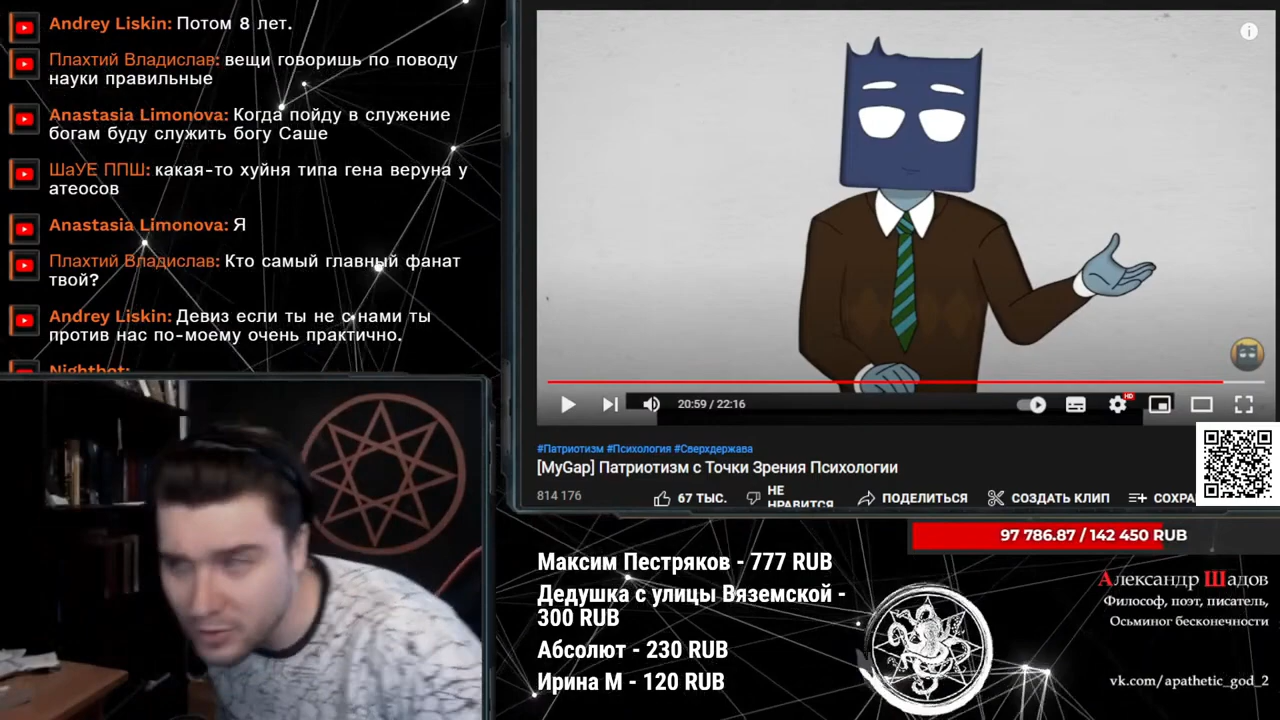 Andrey Liskin: Потом 8 лет.
Плахтий Владислав: вещи говоришь по поводу
науки правильные
Anastasia Limonova: Когда пойду в служение
богам буду служить богу Саше
ШаУЕ ППШ: какая-то хуйня типа гена веруна у
атеосов
Anastasia Limonova: Я
Плахтий Владислав: Кто самый главный фанат
твой?
Andrey Liskin: Девиз если ты не с нами ты
против нас по-моему очень практично.
Nightbot:
20:59 / 22:16
HD
#Патриотизм #Психология #Сверхдержава
[MyGap] Патриотизм с Точки Зрения Психологии
814 176
67 ТЫС.
НЕ
НРАВИТСЯ
ПОДЕЛИТЬСЯ
СОЗДАТЬ КЛИП
97 786.87 / 142 450 RUB
Максим Пестряков - 777 RUB
Дедушка с улицы Вяземской -
300 RUB
Абсолют - 230 RUB
Ирина М - 120 RUB
Александр Шадов
Философ, поэт, писатель,
Осьминог бесконечности
vk.com/apathetic_god_2